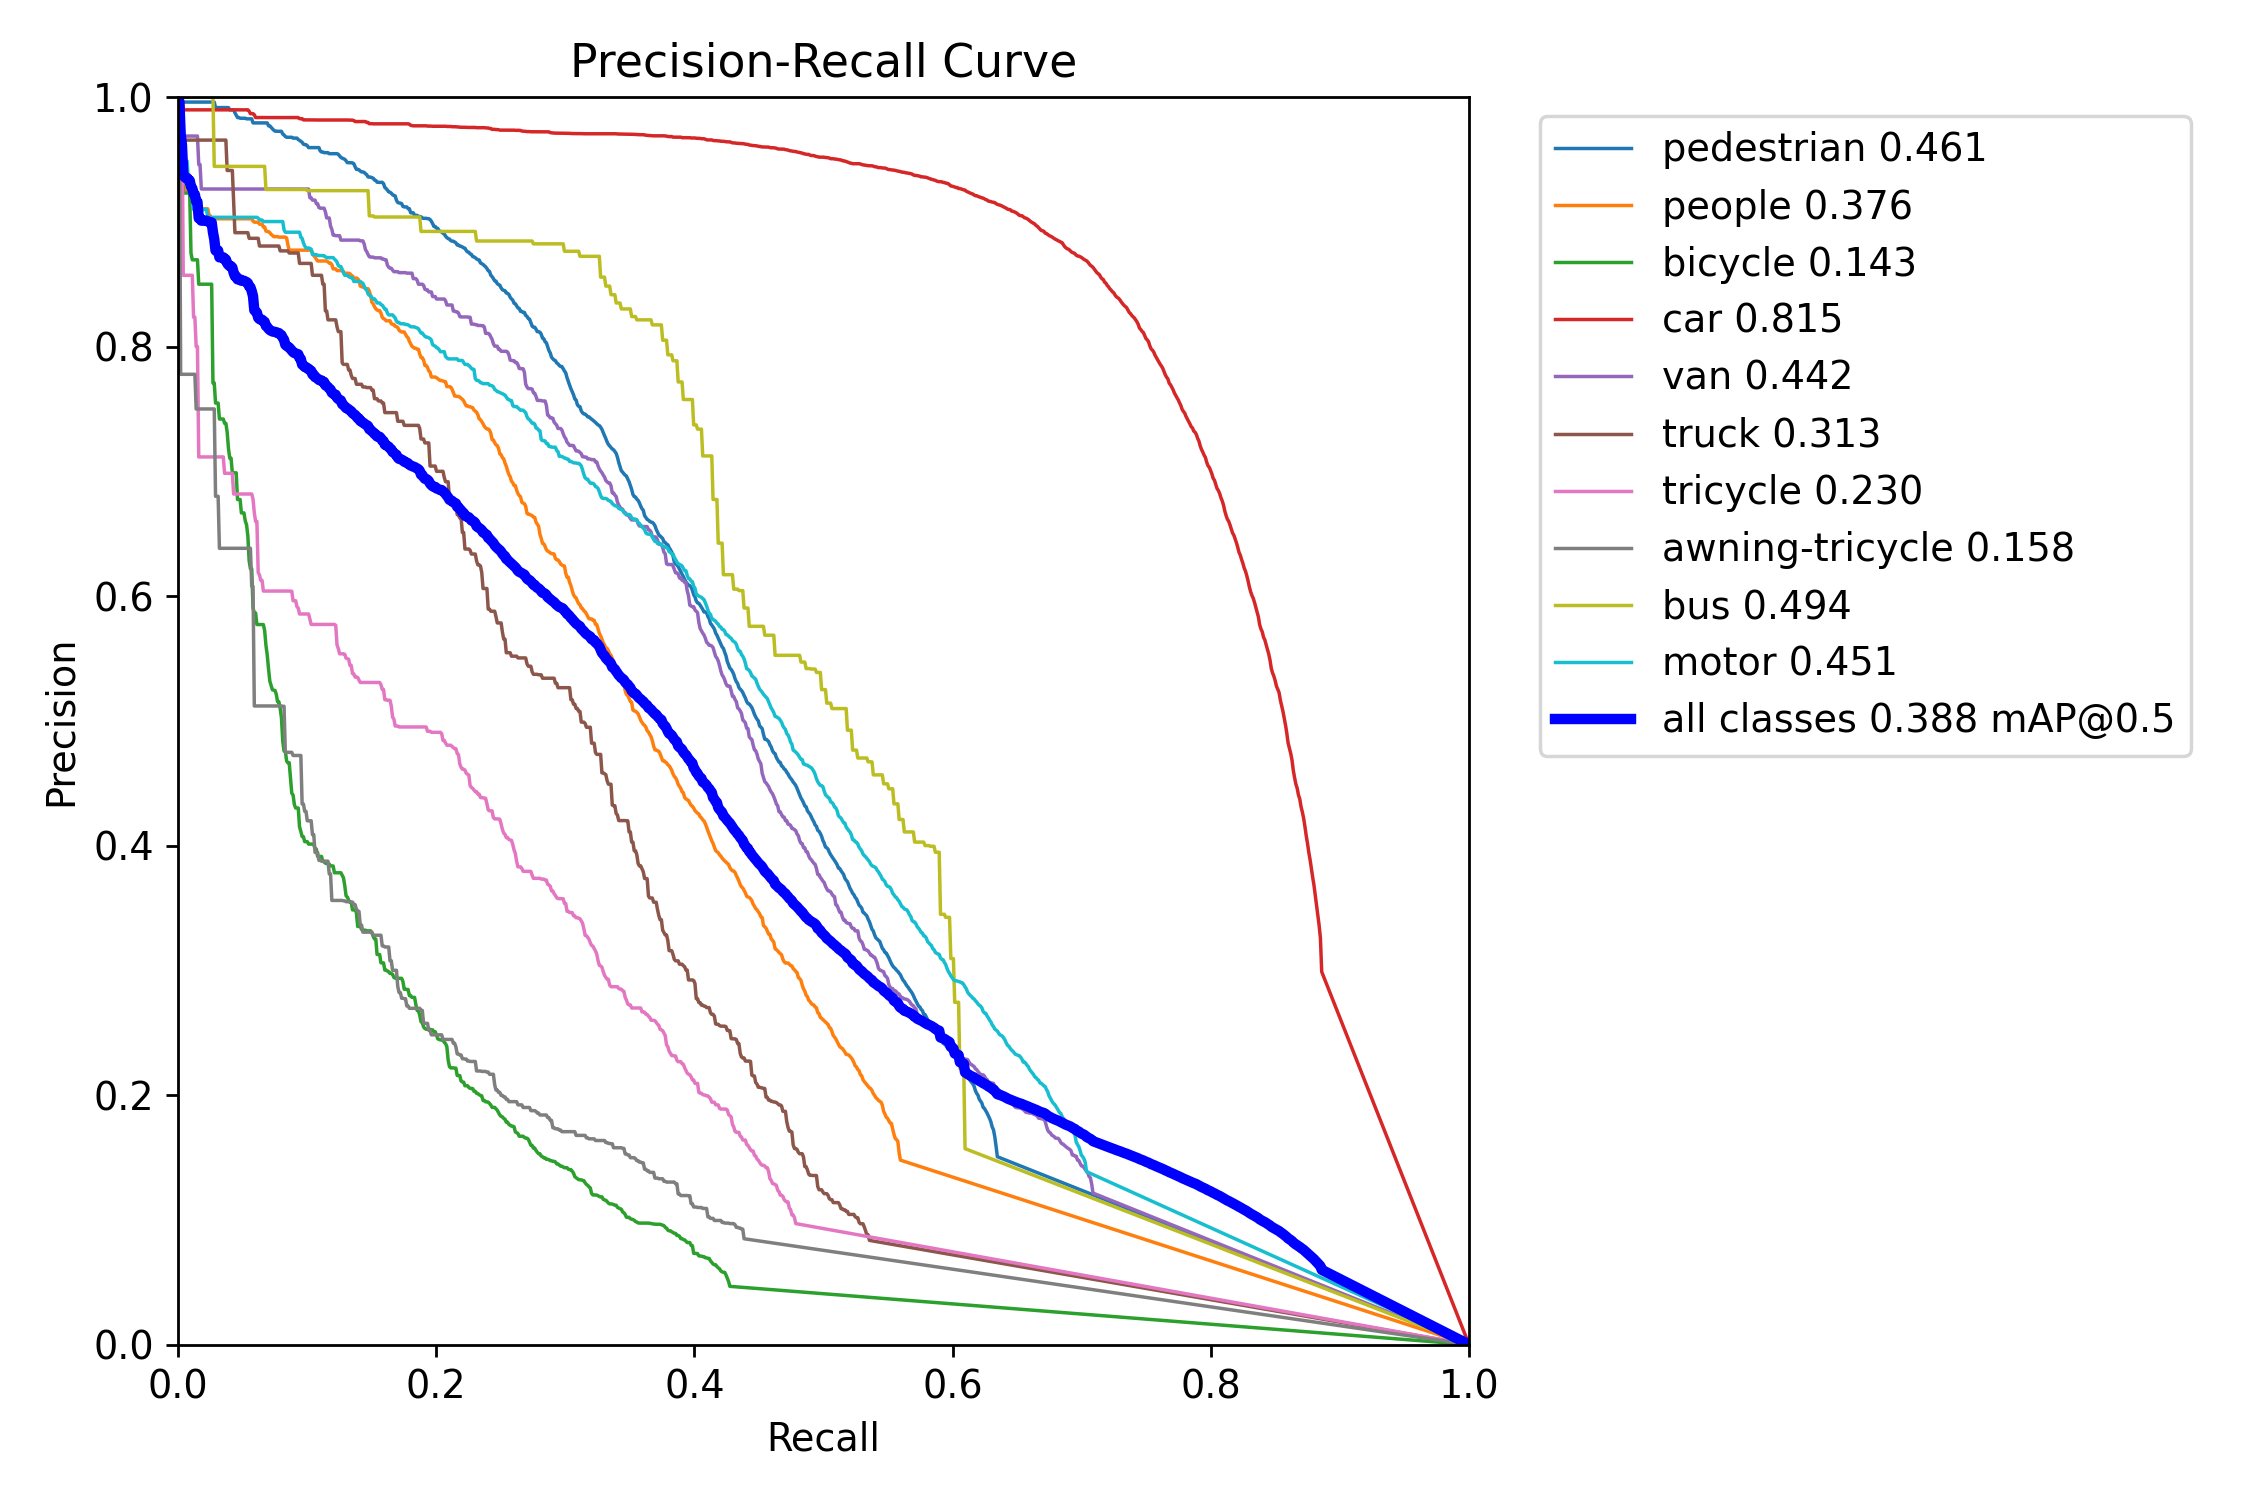 Precision-Recall Curve
1.0
0.8
0.6
0.4
0.2
0.0
Precision
0.0 0.2 0.4 0.6 0.8 1.0
Recall
pedestrian 0.461
people 0.376
bicycle 0.143
car 0.815
van 0.442
truck 0.313
tricycle 0.230
awning-tricycle 0.158
bus 0.494
motor 0.451
all classes 0.388 mAP@0.5